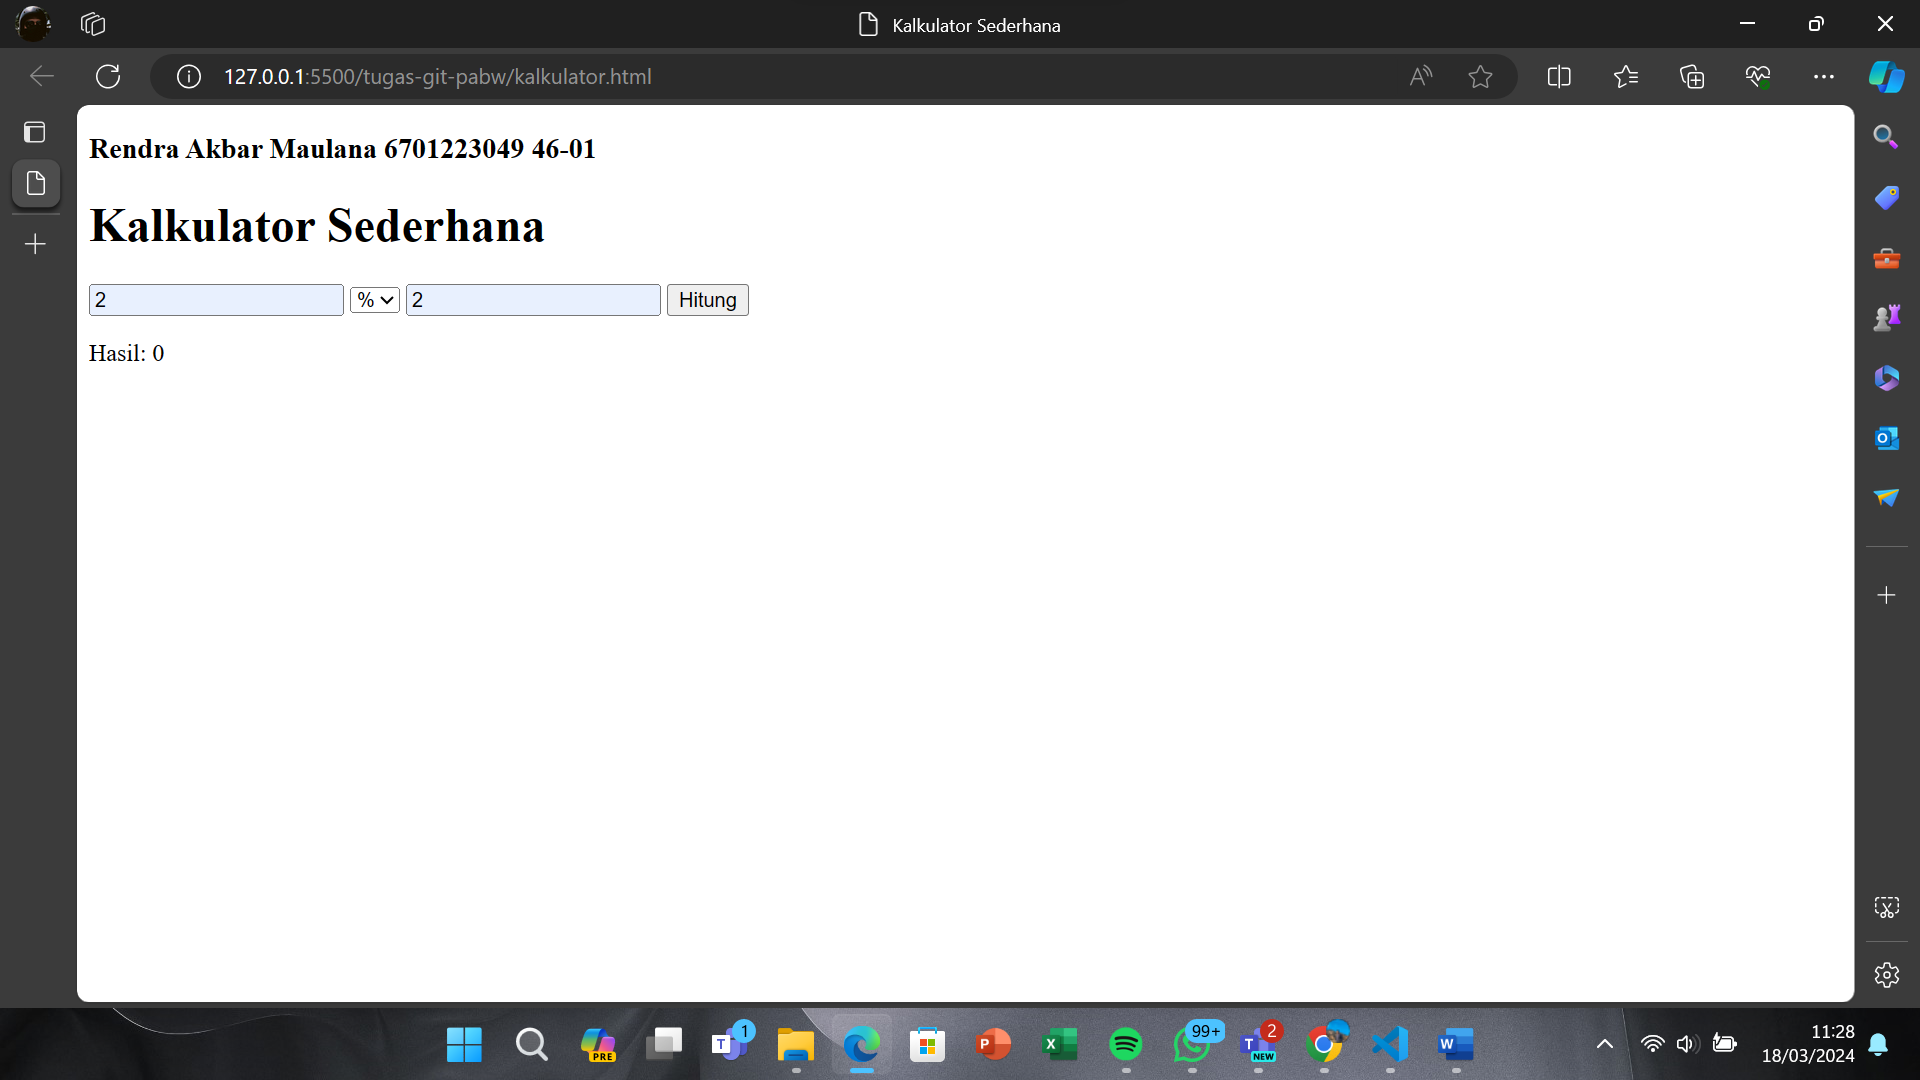 Kalkulator Sederhana
127.0.0.1:5500/tugas-git-pabw/kalkulator.html
Rendra Akbar Maulana 6701223049 46-01
Kalkulator Sederhana
2 % 2 Hitung
Hasil: 0
PRE
T 1
P
X
99+
T 2 NEW
W
11:28
18/03/2024